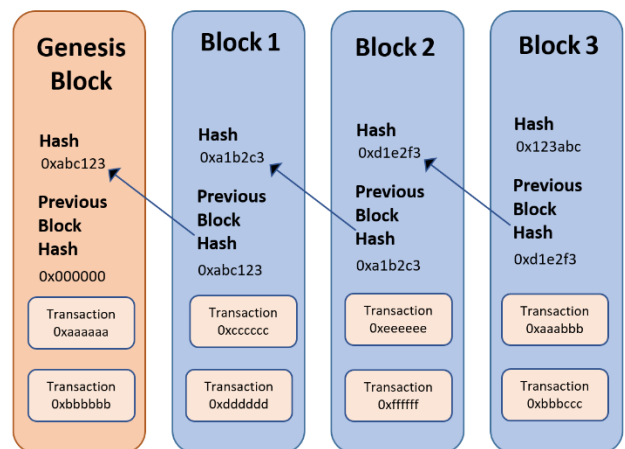 Genesis
Block
Hash
0xabc123
Previous
Block
Hash
0x000000
Transaction
0xaaaaaa
Transaction
0xbbbbbb
Block 1
Hash
0xa1b2c3
Previous
Block
Hash
0xabc123
Transaction
0xcccccc
Transaction
0xdddddd
Block 2
Hash
0xd1e2f3
Previous
Block
Hash
0xa1b2c3
Transaction
0xeeeeee
Transaction
0xffffff
Block 3
Hash
0x123abc
Previous
Block
Hash
0xd1e2f3
Transaction
0xaaabbb
Transaction
0xbbbccc